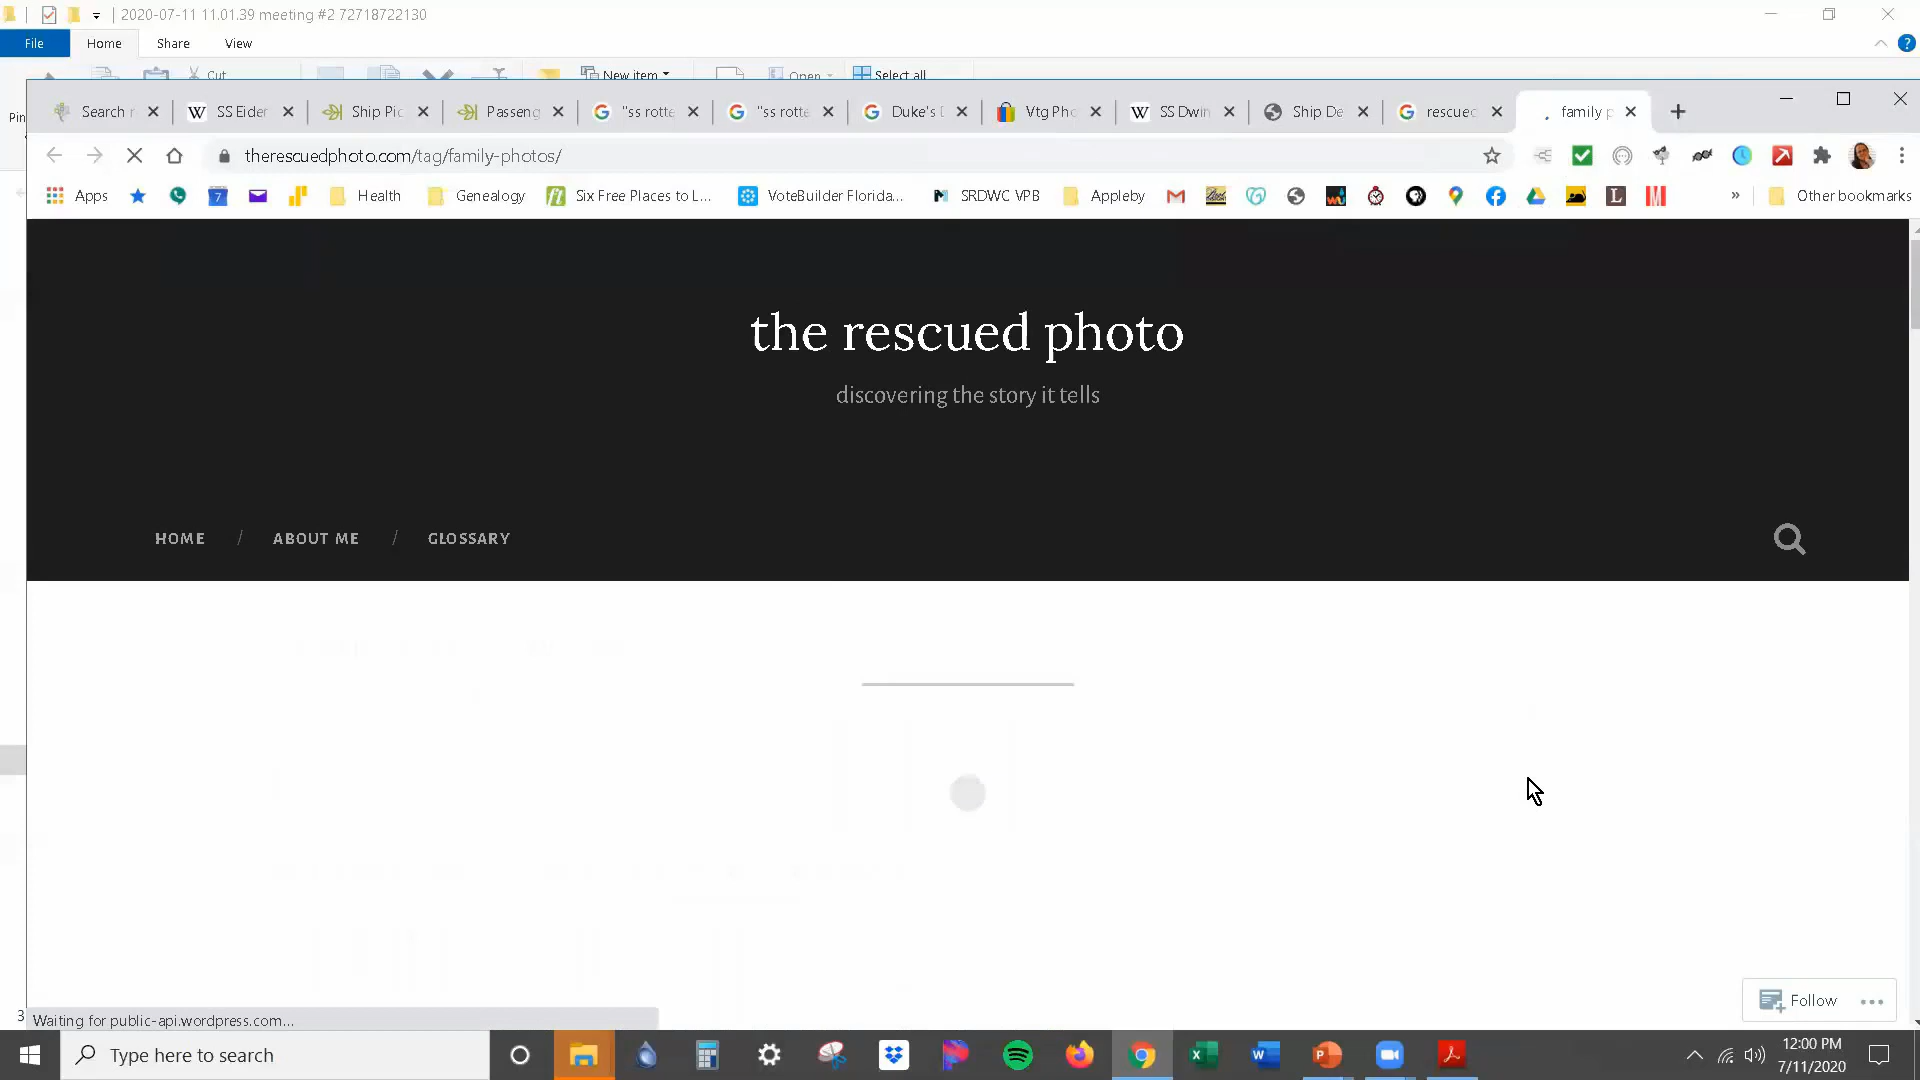 2020-07-11 11.01.39 meeting #2 72718722130
File Home Share View
Cut New item Open Select all
Pin
Search r SS Eider Ship Pic Passeng "ss rotte "ss rotte Duke's D Vtg Pho SS Dwin Ship De rescued family p
therescuedphoto.com/tag/family-photos/
Apps 7 Health Genealogy Six Free Places to L... VoteBuilder Florida... SRDWC VPB Appleby » Other bookmarks
the rescued photo
discovering the story it tells
HOME / ABOUT ME / GLOSSARY
Follow
3
Waiting for public-api.wordpress.com...
Type here to search
12:00 PM
7/11/2020